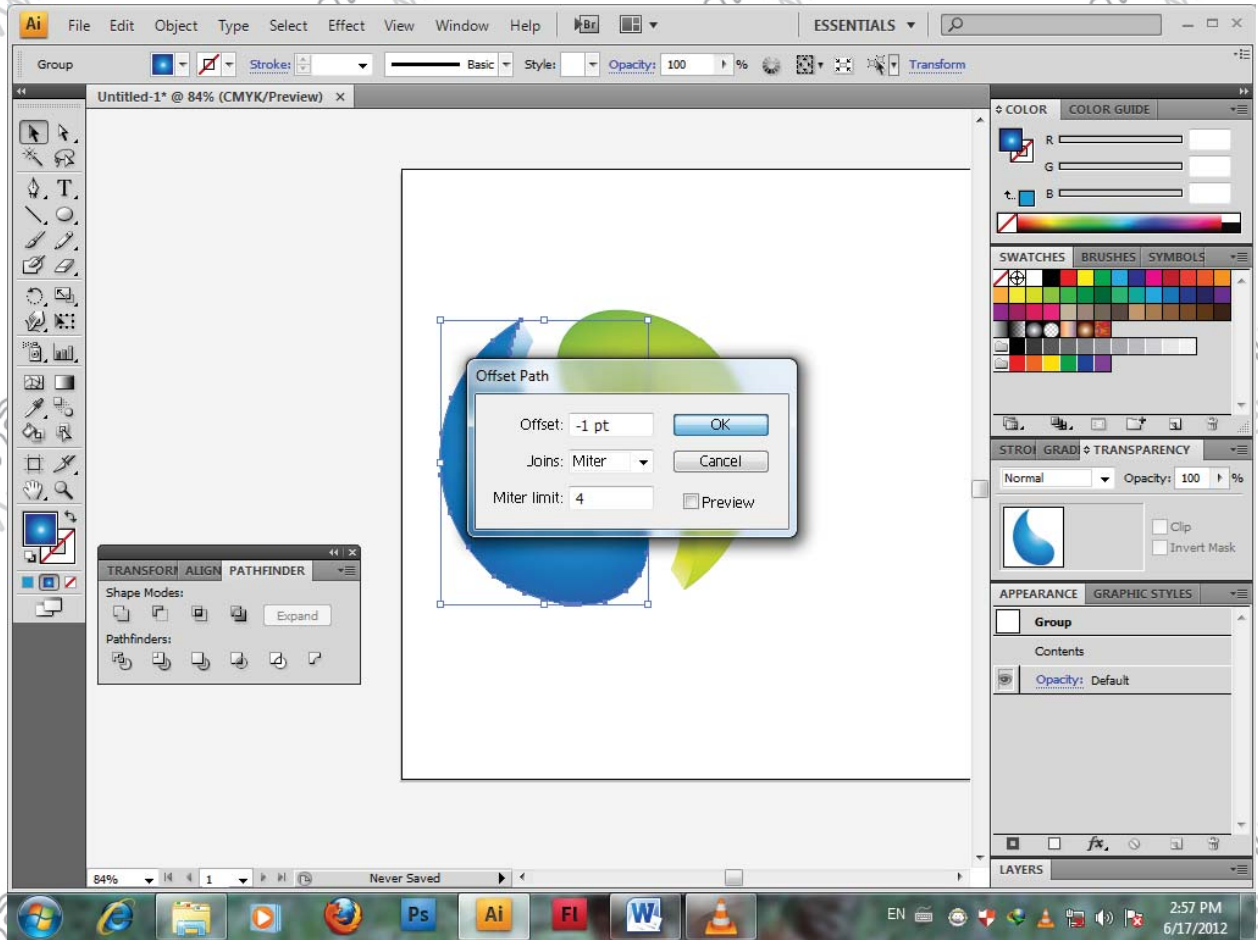 Ai File Edit Object Type Select Effect View Window Help Br ESSENTIALS
Group Stroke: Basic Style: Opacity: 100 % Transform
Untitled-1* @ 84% (CMYK/Preview) ×
COLOR COLOR GUIDE
R
G
B
SWATCHES BRUSHES SYMBOLS
Offset Path
Offset: -1 pt OK
Joins: Miter Cancel
Miter limit: 4 Preview
STROI GRADI TRANSPARENCY
Normal Opacity: 100 %
Clip
Invert Mask
TRANSFORM ALIGN PATHFINDER
Shape Modes:
Expand
Pathfinders:
APPEARANCE GRAPHIC STYLES
Group
Contents
Opacity: Default
fx
LAYERS
84% 1 Never Saved
Ps Ai Fl W EN 2:57 PM
6/17/2012